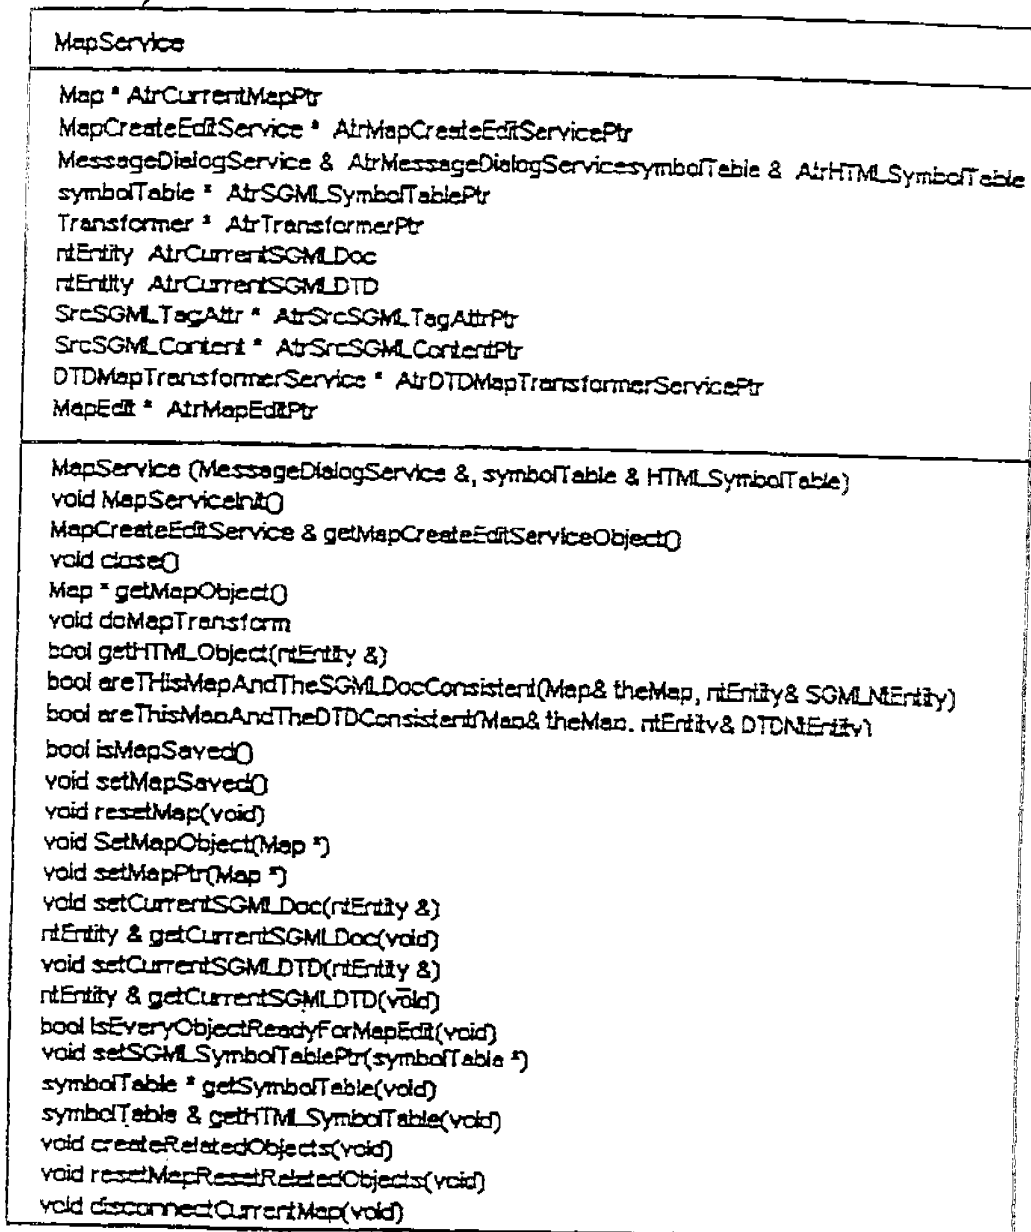 MapService
Map * AtrCurrentMapPtr
MapCreateEditService * AtrMapCreateEditServicePtr
MessageDialogService & AtrMessageDialogServicesymbolTable & AtrHTMLSymbolTable
symbolTable * AtrSGMLSymbolTablePtr
Transformer * AtrTransformerPtr
ntEntity AtrCurrentSGMLDoc
ntEntity AtrCurrentSGMLDTD
SrcSGMLTagAttr * AtrSrcSGMLTagAttrPtr
SrcSGMLContent * AtrSrcSGMLContentPtr
DTDMapTransformerService * AtrDTDMapTransformerServicePtr
MapEdit * AtrMapEditPtr
MapService (MessageDialogService &, symbolTable & HTMLSymbolTable)
void MapServiceInit()
MapCreateEditService & getMapCreateEditServiceObject()
void close()
Map * getMapObject()
void doMapTransform
bool getHTMLObject(ntEntity &)
bool areTHisMapAndTheSGMLDocConsistent(Map& theMap, ntEntity& SGMLNtEntity)
bool areThisMapAndTheDTDConsistent(Map& theMap, ntEntity& DTDNtEntity)
bool isMapSaved()
void setMapSaved()
void resetMap(void)
void SetMapObject(Map *)
void setMapPtr(Map *)
void setCurrentSGMLDoc(ntEntity &)
ntEntity & getCurrentSGMLDoc(void)
void setCurrentSGMLDTD(ntEntity &)
ntEntity & getCurrentSGMLDTD(void)
bool IsEveryObjectReadyForMapEdit(void)
void setSGMLSymbolTablePtr(symbolTable *)
symbolTable * getSymbolTable(void)
symbolTable & getHTMLSymbolTable(void)
void createRelatedObjects(void)
void resetMapResetRelatedObjects(void)
void disconnectCurrentMap(void)